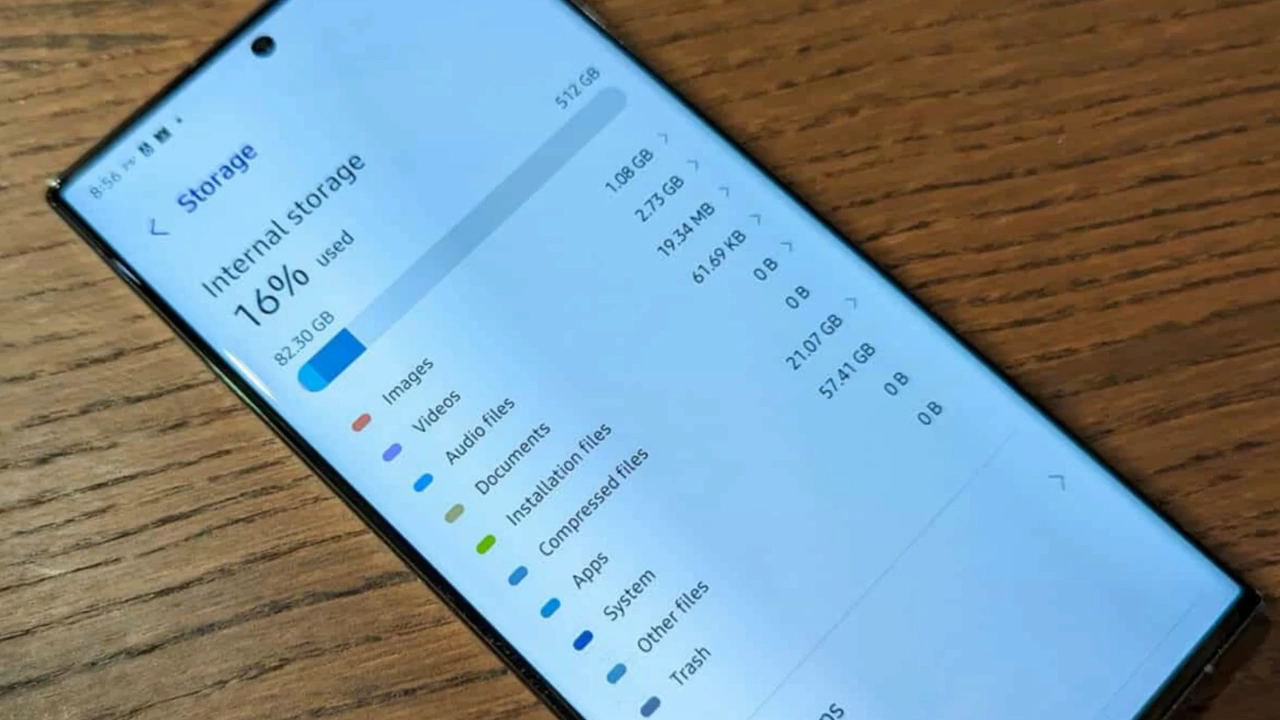 8:56 PM
Storage
Internal storage
16% used
82.30 GB 512 GB
Images 1.08 GB
Videos 2.73 GB
Audio files 19.34 MB
Documents 61.69 KB
Installation files 0 B
Compressed files 0 B
Apps 21.07 GB
System 57.41 GB
Other files 0 B
Trash 0 B